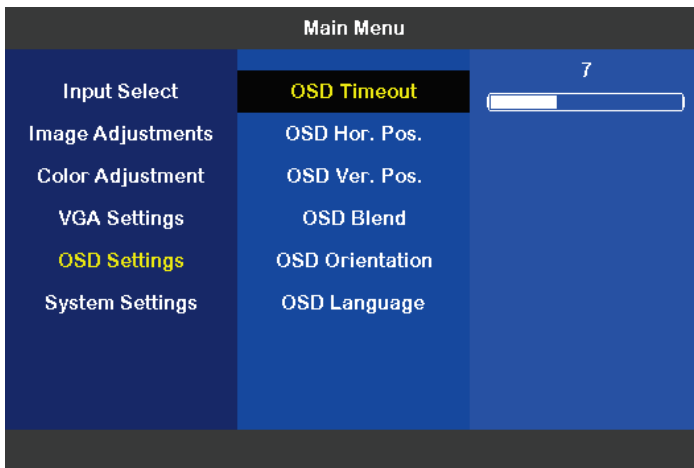 Main Menu
Input Select
Image Adjustments
Color Adjustment
VGA Settings
OSD Settings
System Settings
OSD Timeout
OSD Hor. Pos.
OSD Ver. Pos.
OSD Blend
OSD Orientation
OSD Language
7